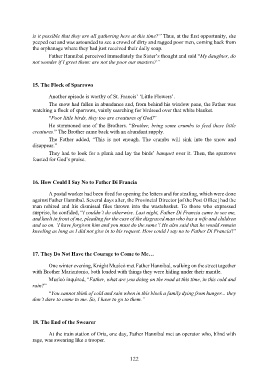 is it possible that they are all gathering here at this time?" Thus, at the first opportunity, she
peeped out and was astounded to see a crowd of dirty and ragged poor men, coming back from
the orphanage where they had just received their daily soup.
Father Hannibal perceived immediately the Sister's thought and said "My daughter, do
not wonder if I greet them: are not the poor our masters?"
15. The Flock of Sparrows
Another episode is worthy of St. Francis' 'Little Flowers'.
The snow had fallen in abundance and, from behind his window pane, the Father was
watching a flock of sparrows, vainly searching for birdseed over that white blanket.
"Poor little birds, they too are creatures of God!"
He summoned one of the Brothers. "Brother, bring some crumbs to feed those little
creatures." The Brother came back with an abundant supply.
The Father added, "This is not enough. The crumbs will sink into the snow and
disappear."
They had to look for a plank and lay the birds' banquet over it. Then, the sparrows
feasted for God's praise.
16. How Could I Say No to Father Di Francia
A postal worker had been fired for opening the letters and for stealing, which were done
against Father Hannibal. Several days after, the Provincial Director [of the Post Office] had the
man rehired and his dismissal files thrown into the wastebasket. To those who expressed
surprise, he confided, "I couldn't do otherwise. Last night, Father Di Francia came to see me,
and knelt in front of me, pleading for the case of the disgraced man who has a wife and children
and so on. 'I have forgiven him and you must do the same'! He also said that he would remain
kneeling as long as I did not give in to his request. How could I say no to Father Di Francia?"
17. They Do Not Have the Courage to Come to Me…
One winter evening, Knight Muricò met Father Hannibal, walking on the street together
with Brother Mariantonio, both loaded with things they were hiding under their mantle.
Muricò inquired, "Father, what are you doing on the road at this time, in this cold and
rain?"
"You cannot think of cold and rain when in this block a family dying from hunger... they
don't dare to come to me. So, I have to go to them."
18. The End of the Swearer
At the train station of Oria, one day, Father Hannibal met an operator who, blind with
rage, was swearing like a trooper.
122